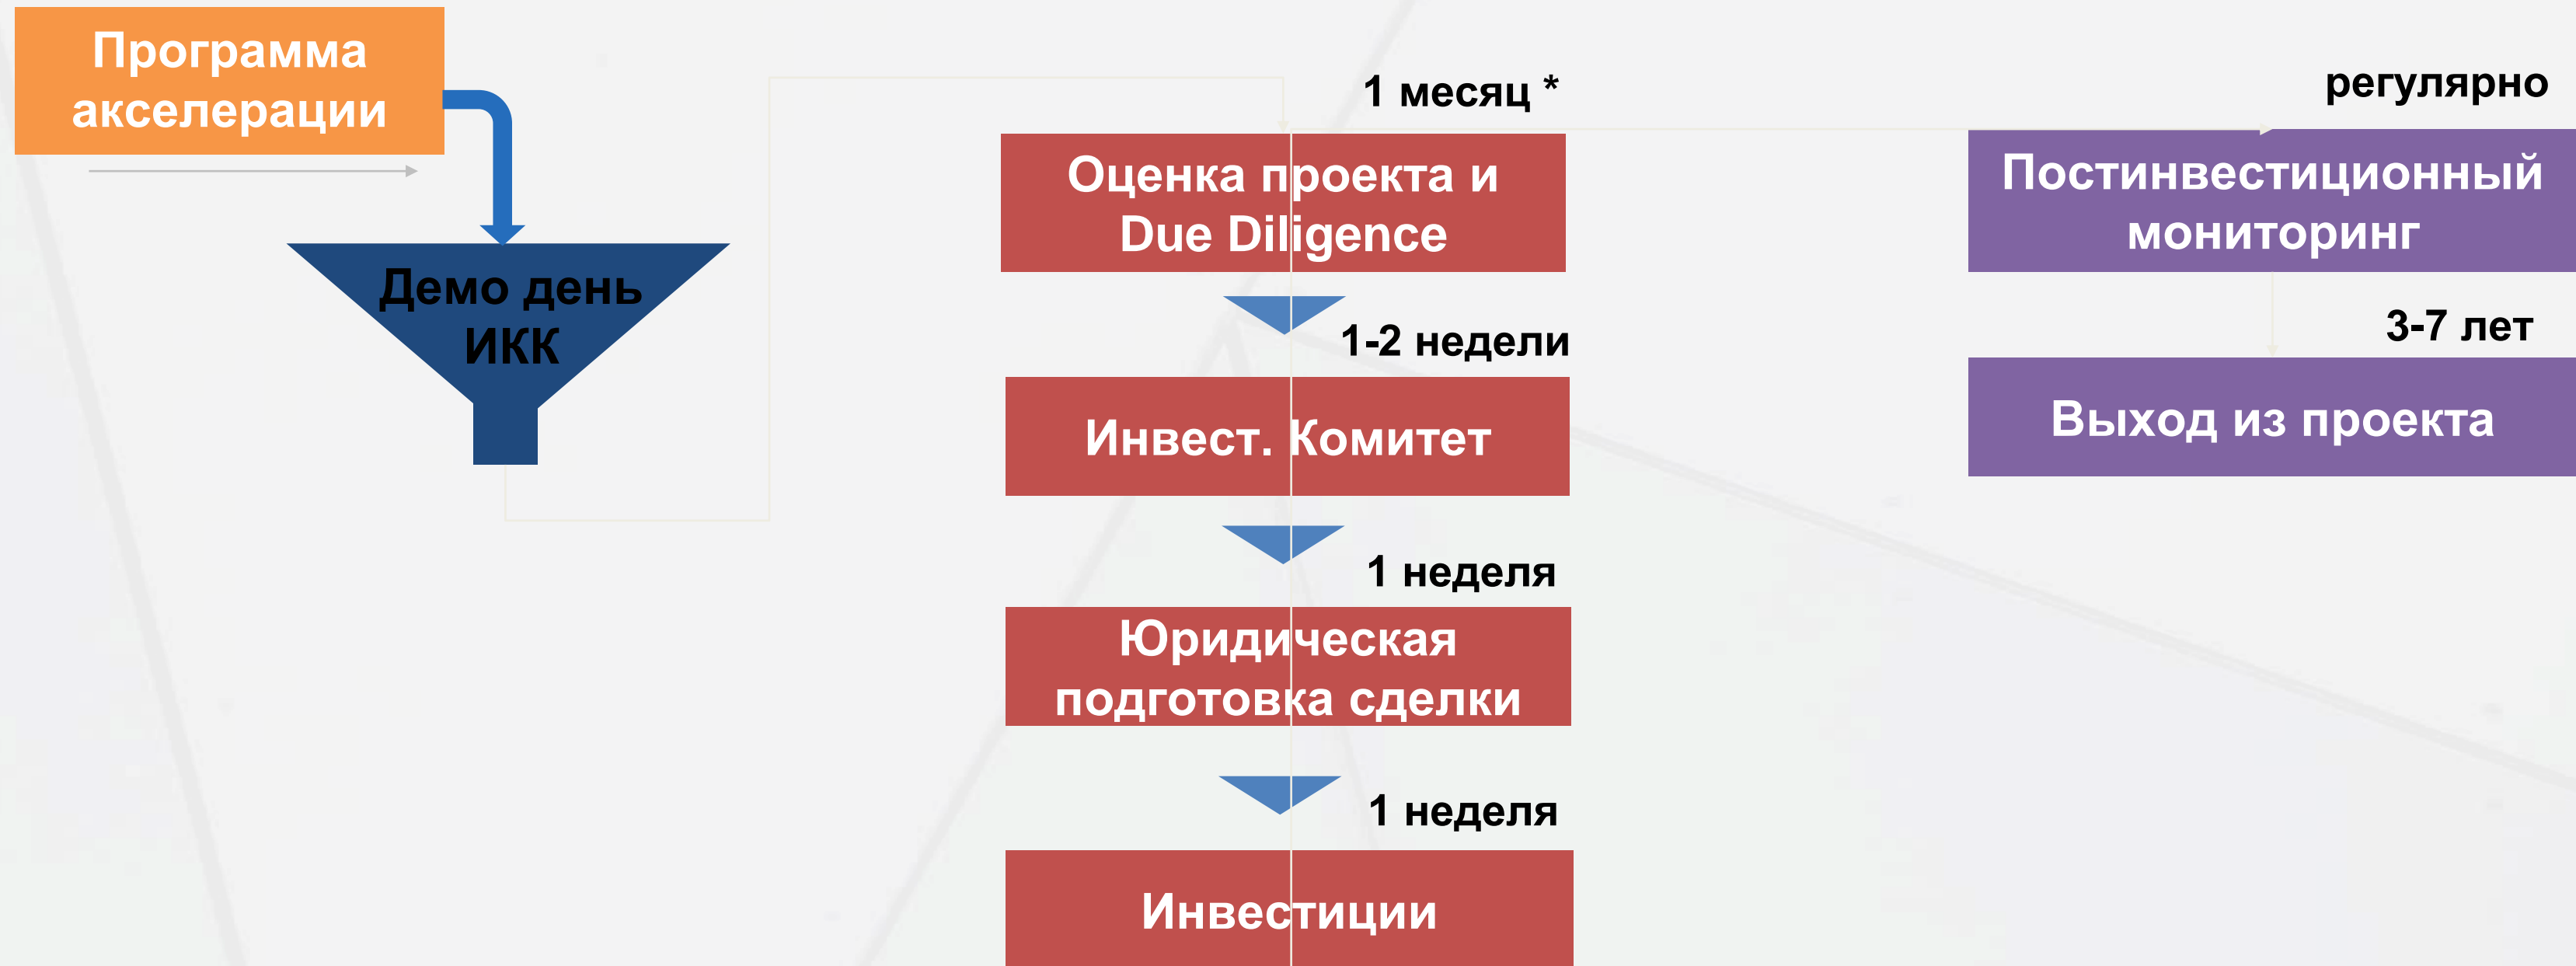 Программа
акселерации
Демо день
ИКК
1 месяц *
Оценка проекта и
Due Diligence
1-2 недели
Инвест. Комитет
1 неделя
Юридическая
подготовка сделки
1 неделя
Инвестиции
регулярно
Постинвестиционный
мониторинг
3-7 лет
Выход из проекта